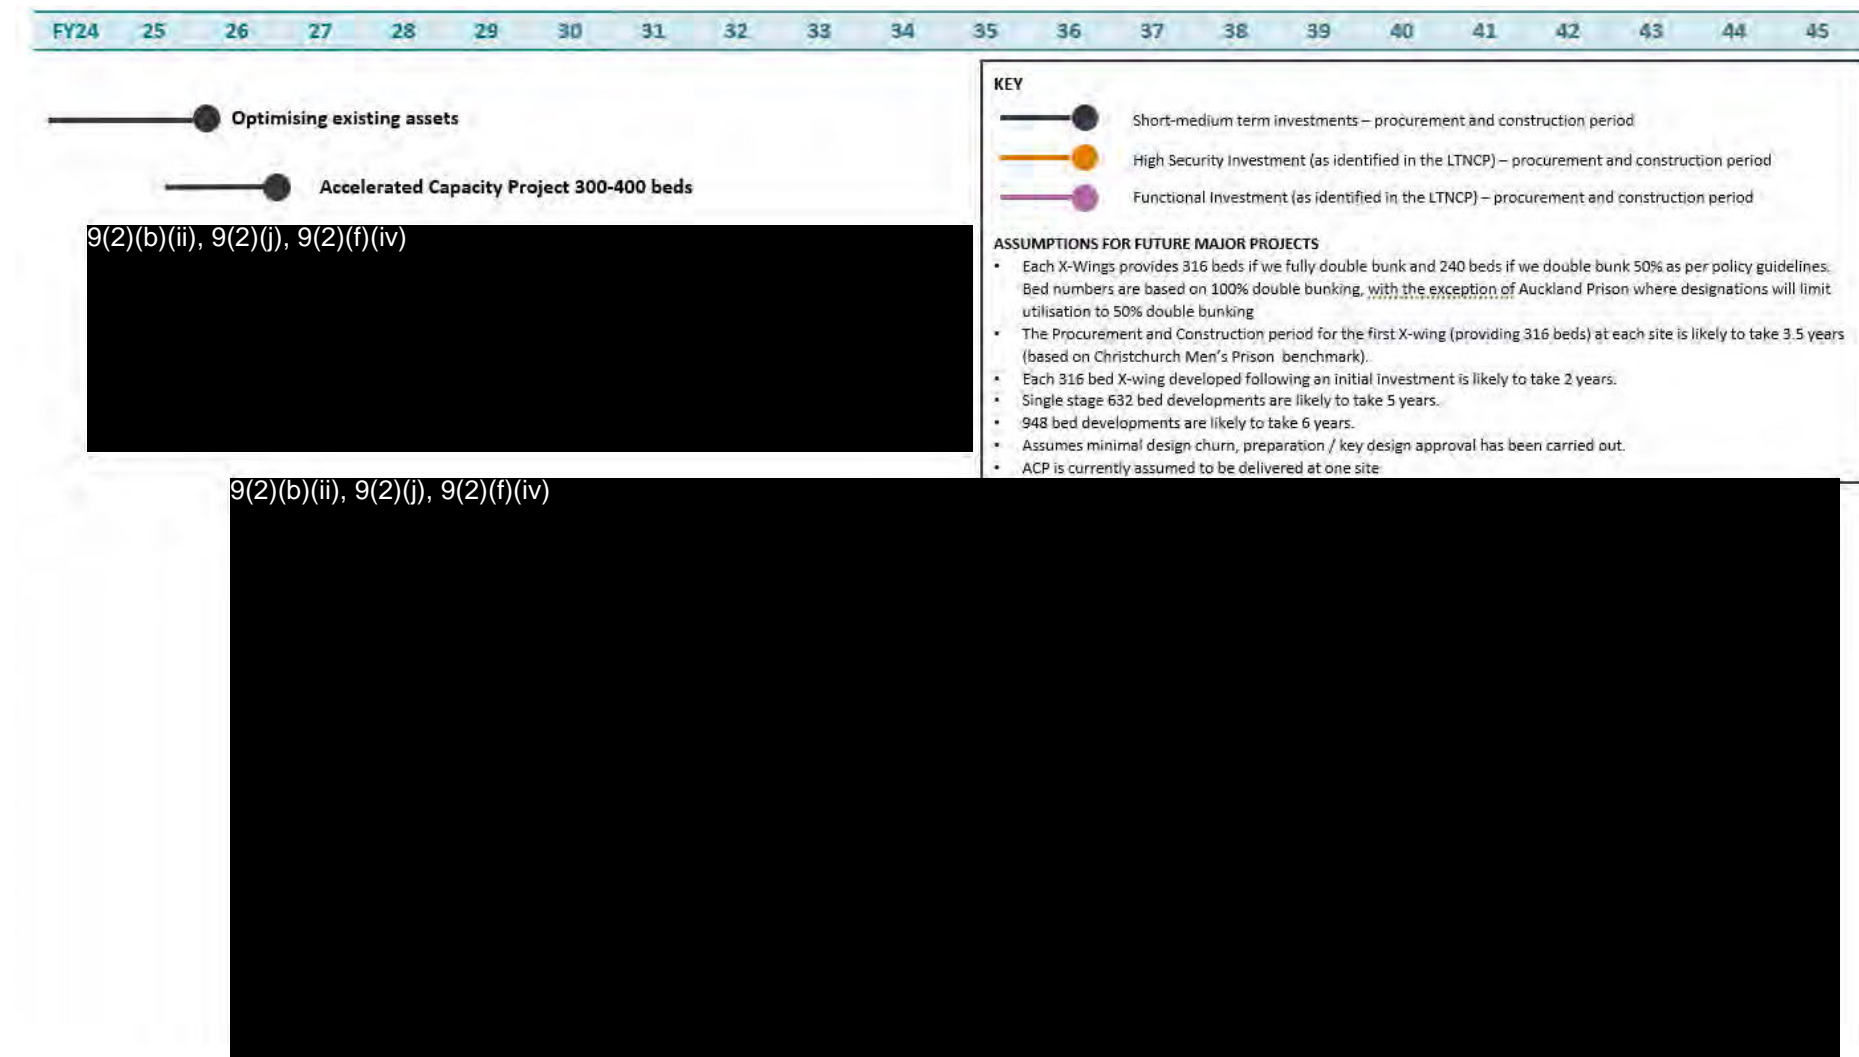 FY24 25 26 27 28 29 30 31 32 33 34 35 36 37 38 39 40 41 42 43 44 45
Optimising existing assets
Accelerated Capacity Project 300-400 beds
9(2)(b)(ii), 9(2)(j), 9(2)(f)(iv)
KEY
Short-medium term investments – procurement and construction period
High Security Investment (as identified in the LTNCP) – procurement and construction period
Functional Investment (as identified in the LTNCP) – procurement and construction period
ASSUMPTIONS FOR FUTURE MAJOR PROJECTS
• Each X-Wings provides 316 beds if we fully double bunk and 240 beds if we double bunk 50% as per policy guidelines.
Bed numbers are based on 100% double bunking, with the exception of Auckland Prison where designations will limit
utilisation to 50% double bunking
• The Procurement and Construction period for the first X-wing (providing 316 beds) at each site is likely to take 3.5 years
(based on Christchurch Men's Prison benchmark).
• Each 316 bed X-wing developed following an initial investment is likely to take 2 years.
• Single stage 632 bed developments are likely to take 5 years.
• 948 bed developments are likely to take 6 years.
• Assumes minimal design churn, preparation / key design approval has been carried out.
• ACP is currently assumed to be delivered at one site
9(2)(b)(ii), 9(2)(j), 9(2)(f)(iv)